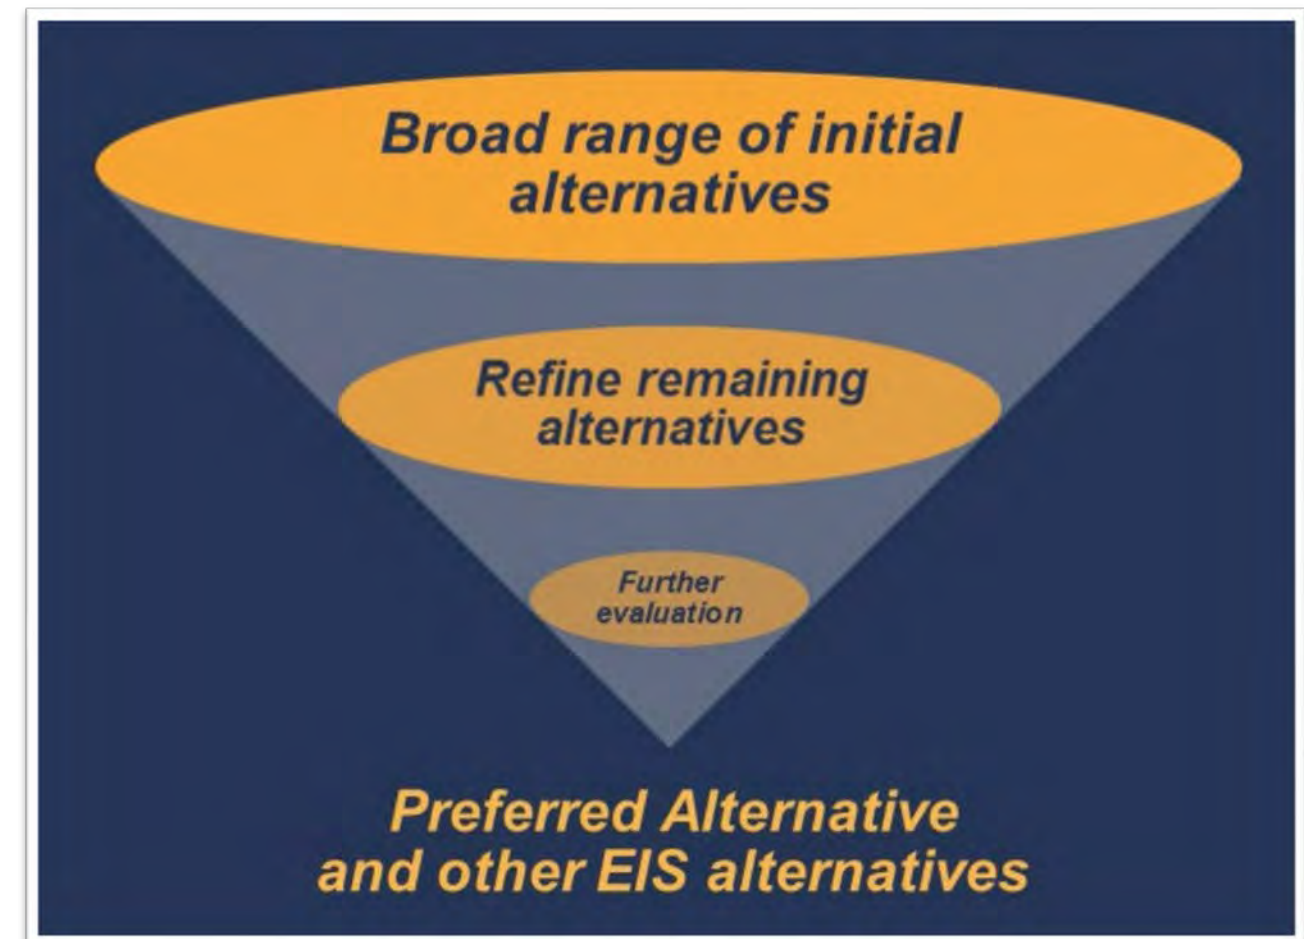 Broad range of initial
alternatives
Refine remaining
alternatives
Further
evaluation
Preferred Alternative
and other EIS alternatives